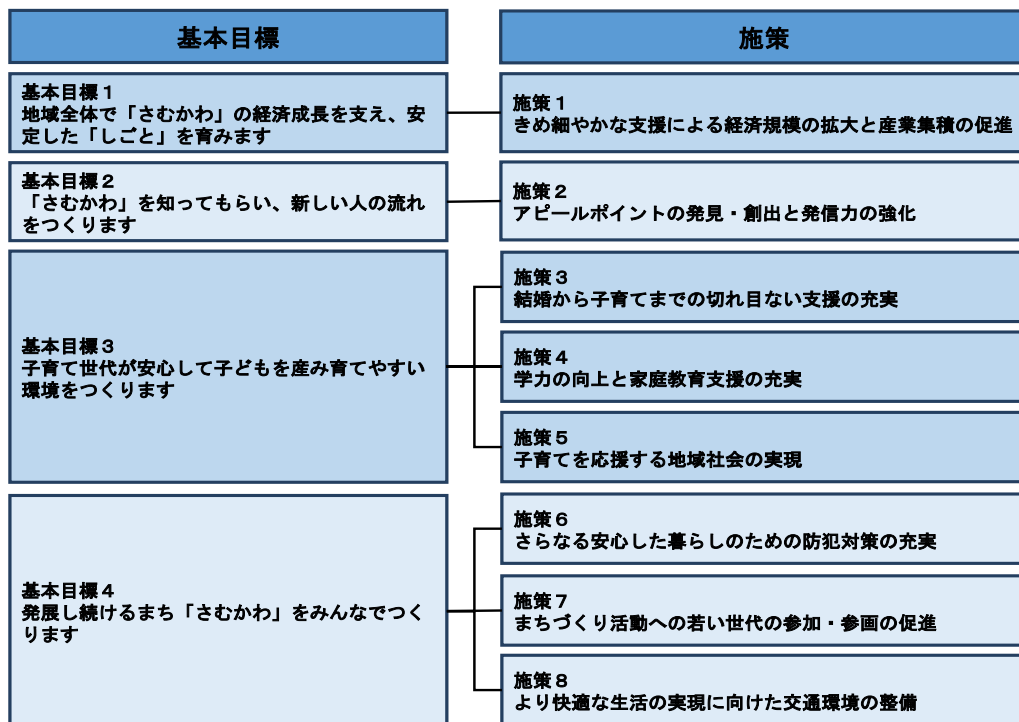 基本目標
施策
基本目標１
地域全体で「さむかわ」の経済成長を支え、安
定した「しごと」を育みます
施策１
きめ細やかな支援による経済規模の拡大と産業集積の促進
基本目標２
「さむかわ」を知ってもらい、新しい人の流れ
をつくります
施策２
アピールポイントの発見・創出と発信力の強化
基本目標３
子育て世代が安心して子どもを産み育てやすい
環境をつくります
施策３
結婚から子育てまでの切れ目ない支援の充実
施策４
学力の向上と家庭教育支援の充実
施策５
子育てを応援する地域社会の実現
基本目標４
発展し続けるまち「さむかわ」をみんなでつく
ります
施策６
さらなる安心した暮らしのための防犯対策の充実
施策７
まちづくり活動への若い世代の参加・参画の促進
施策８
より快適な生活の実現に向けた交通環境の整備